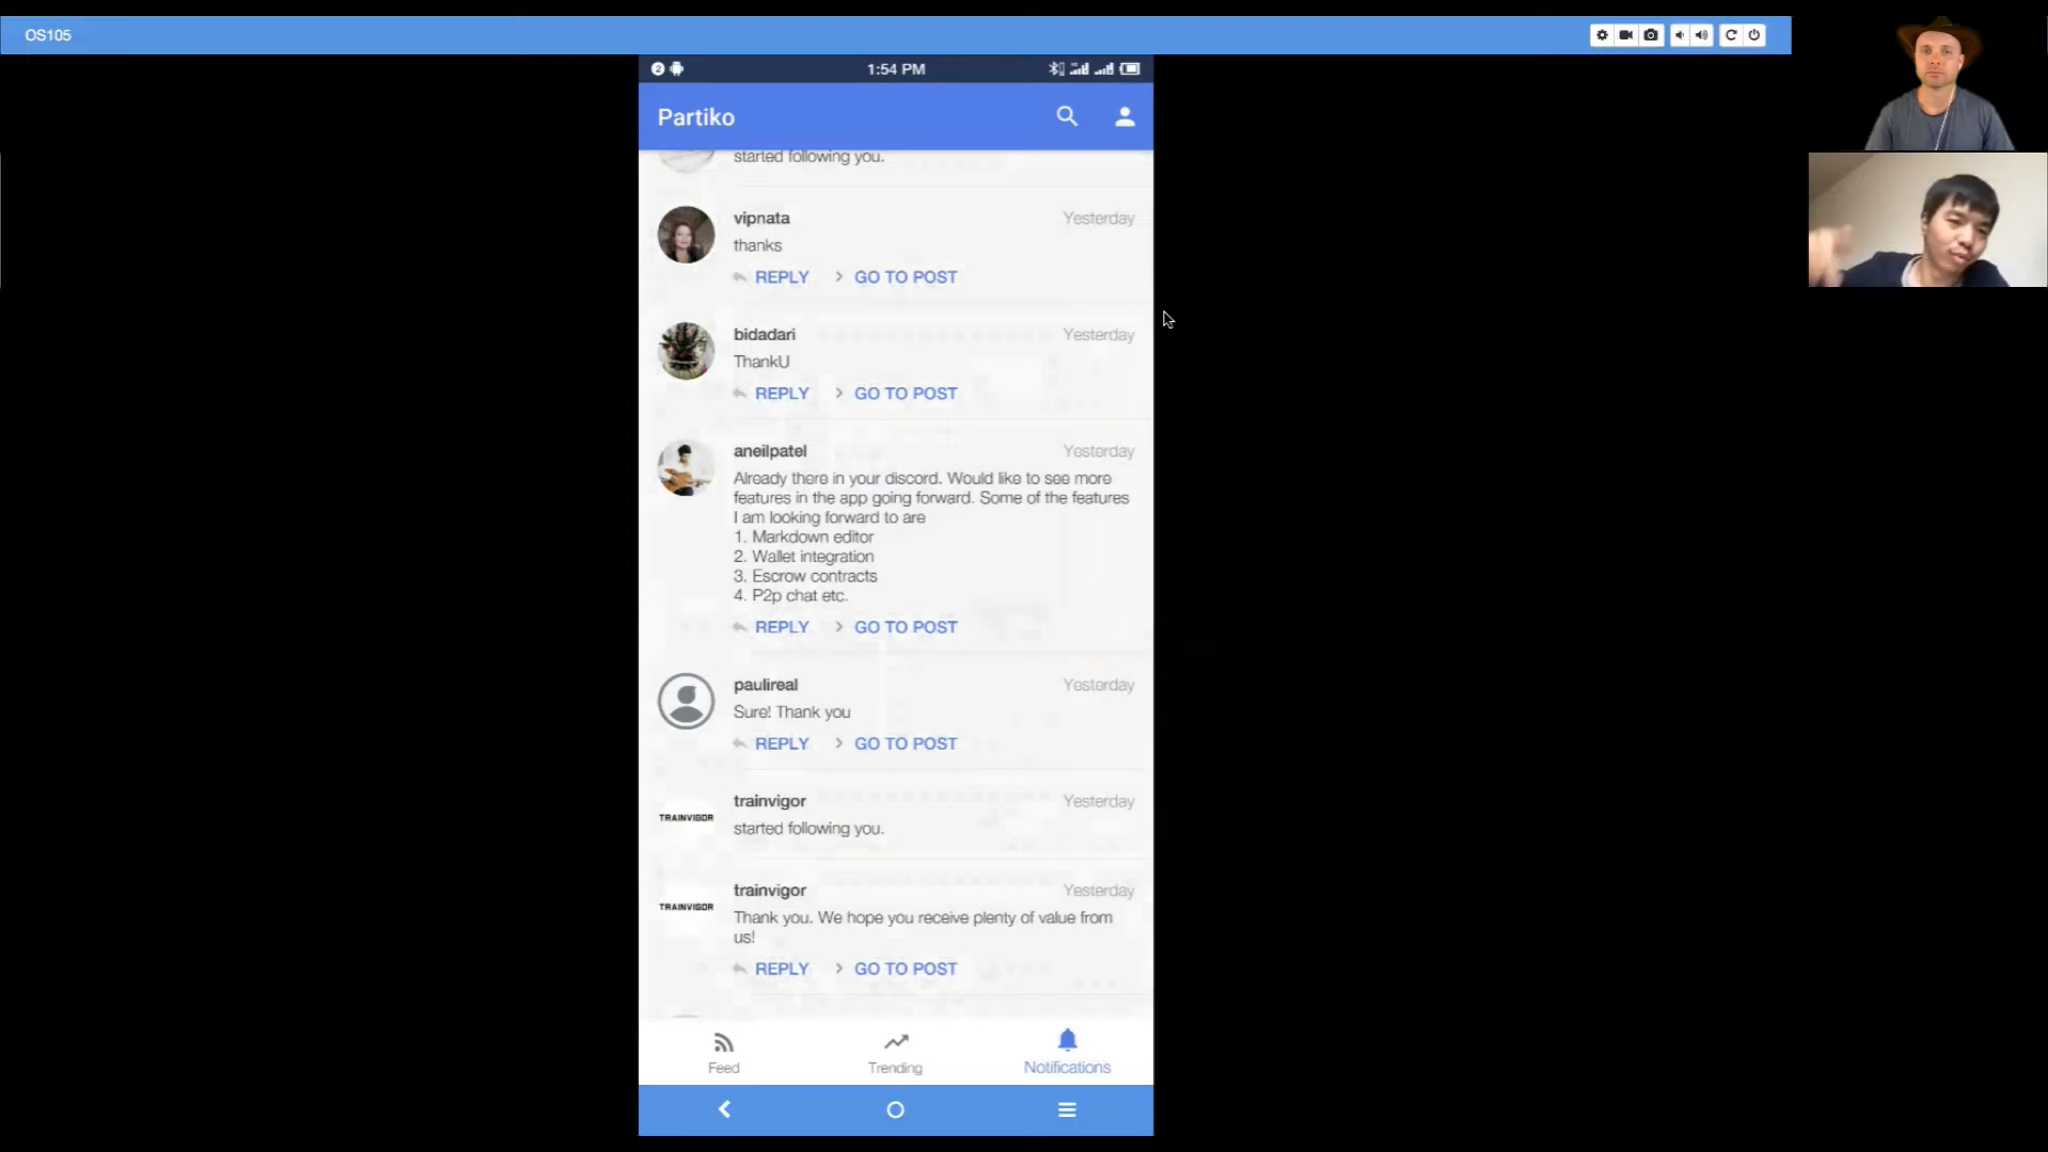 OS105
2 1:54 PM
Partiko
started following you.
vipnata Yesterday
thanks
REPLY > GO TO POST
bidadari Yesterday
ThankU
REPLY > GO TO POST
aneilpatel Yesterday
Already there in your discord. Would like to see more
features in the app going forward. Some of the features
I am looking forward to are
1. Markdown editor
2. Wallet integration
3. Escrow contracts
4. P2p chat etc.
REPLY > GO TO POST
paulireal Yesterday
Sure! Thank you
REPLY > GO TO POST
TRAINVIGOR trainvigor Yesterday
started following you.
TRAINVIGOR trainvigor Yesterday
Thank you. We hope you receive plenty of value from
us!
REPLY > GO TO POST
Feed Trending Notifications